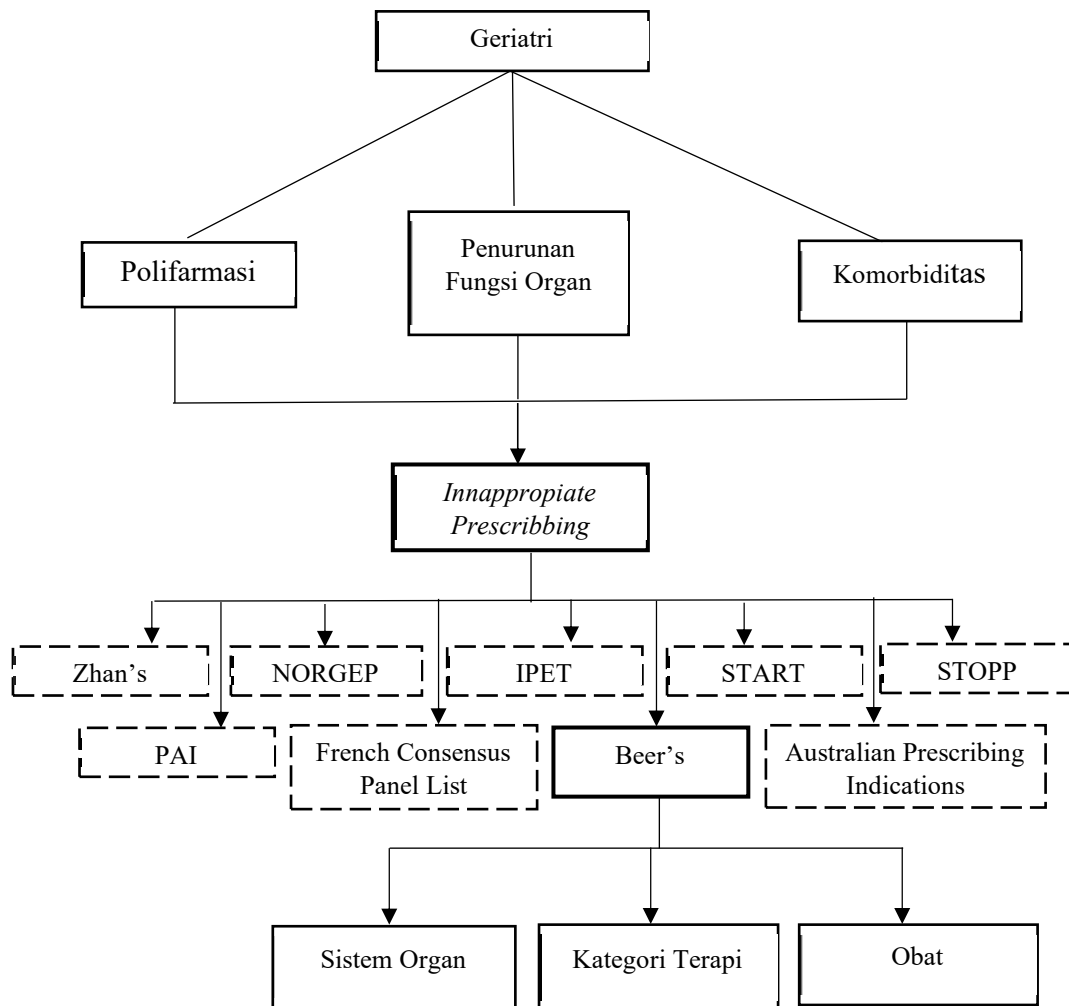 Geriatri
Polifarmasi
Penurunan
Fungsi Organ
Komorbiditas
Innappropiate
Prescribbing
Zhan’s
NORGEP
IPET
START
STOPP
PAI
French Consensus
Panel List
Beer’s
Australian Prescribing
Indications
Sistem Organ
Kategori Terapi
Obat